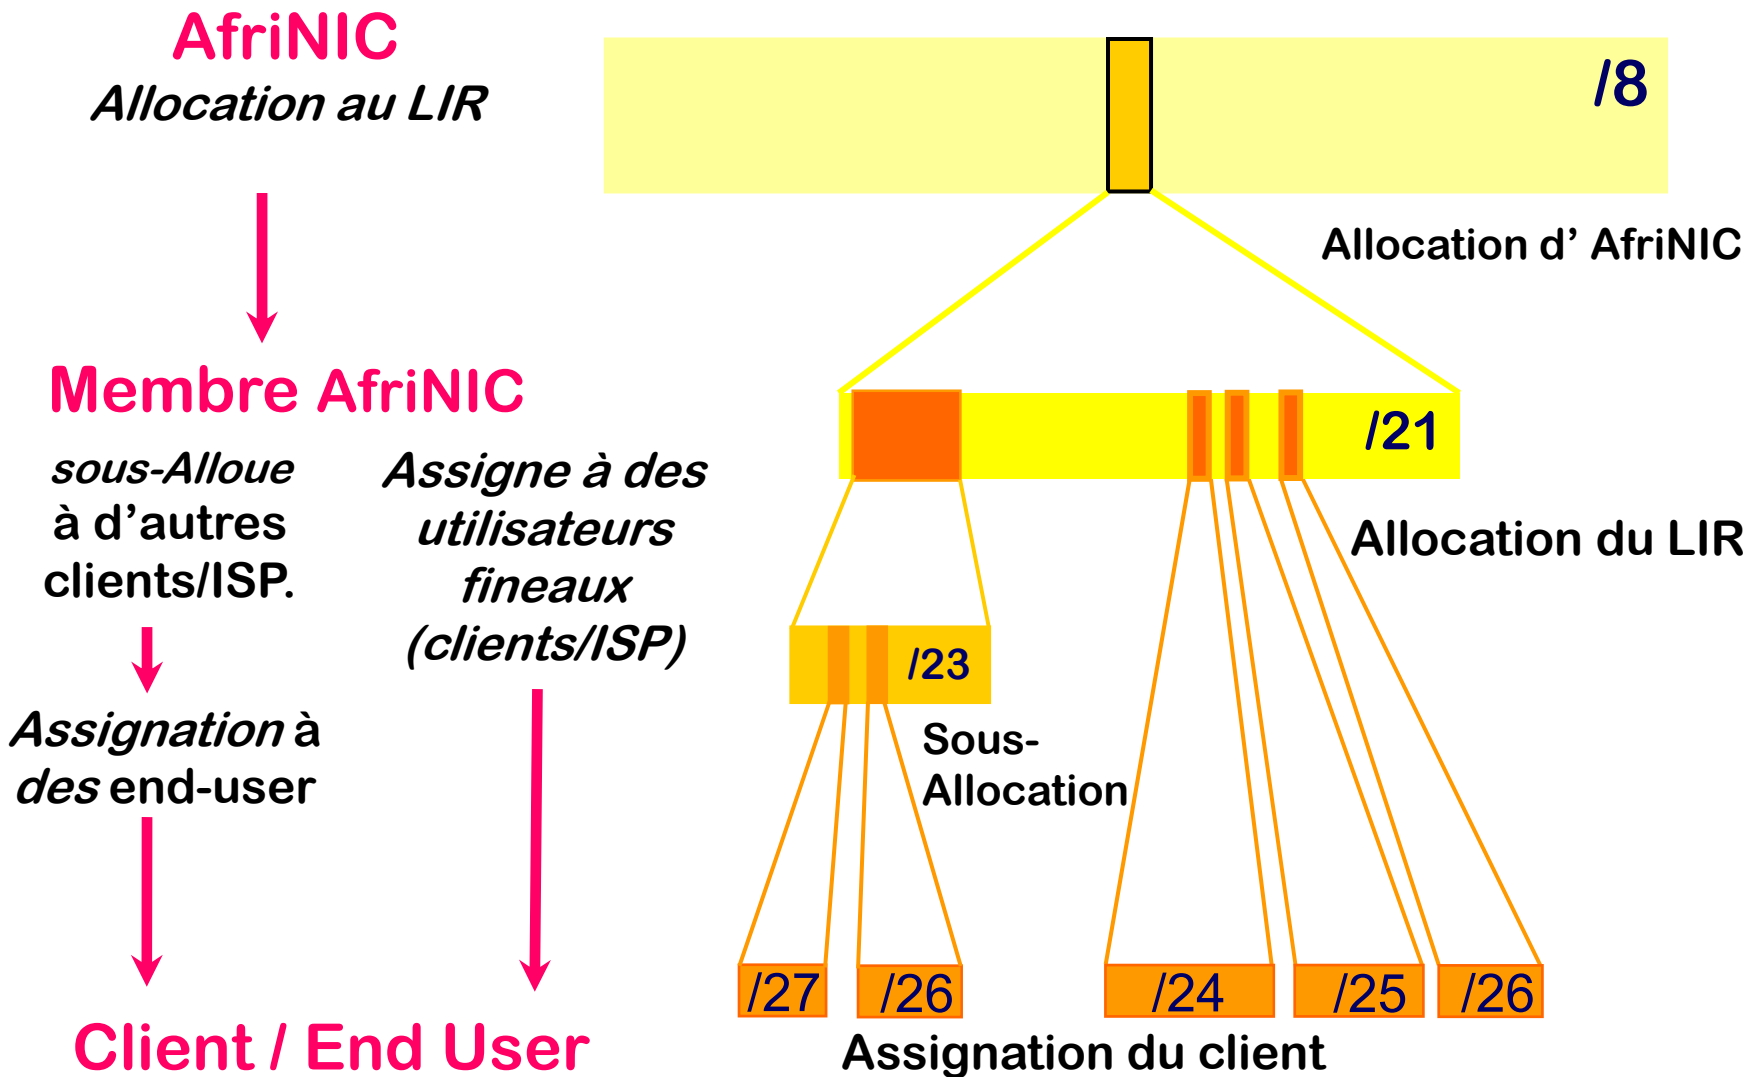 AfriNIC
Allocation au LIR
/8
Allocation d’ AfriNIC
Membre AfriNIC
/21
sous-Alloue
à d’autres
clients/ISP.
Assigne à des
utilisateurs
fineaux
(clients/ISP)
Allocation du LIR
/23
Assignation à
des end-user
Sous-
Allocation
/27
/26
/24
/25
/26
Client / End User
Assignation du client